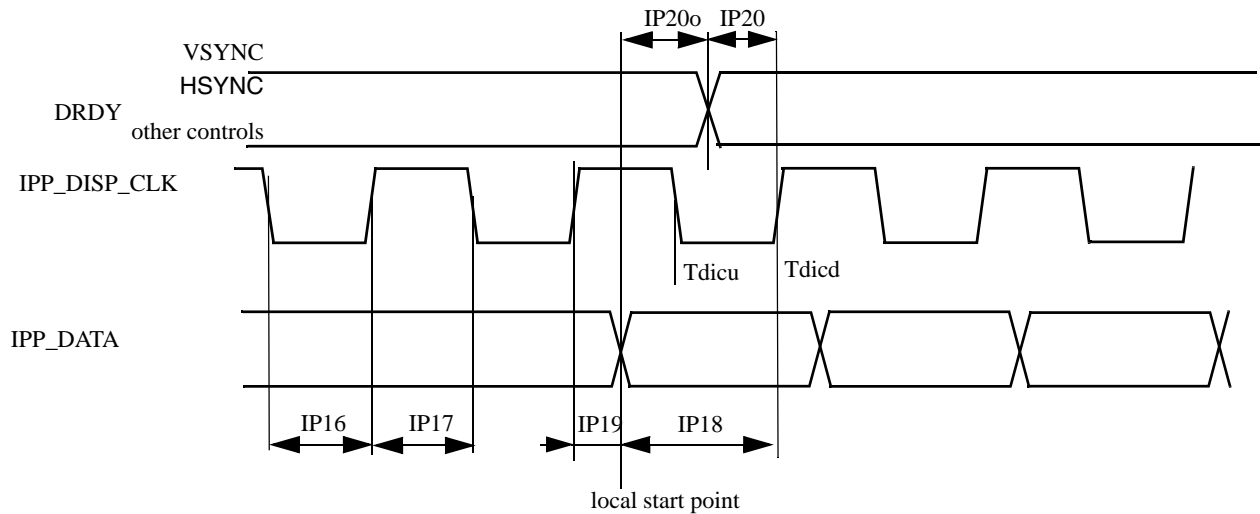 IP20o IP20
VSYNC
HSYNC
DRDY
other controls
IPP_DISP_CLK
Tdicu Tdicd
IPP_DATA
IP16 IP17 IP19 IP18
local start point